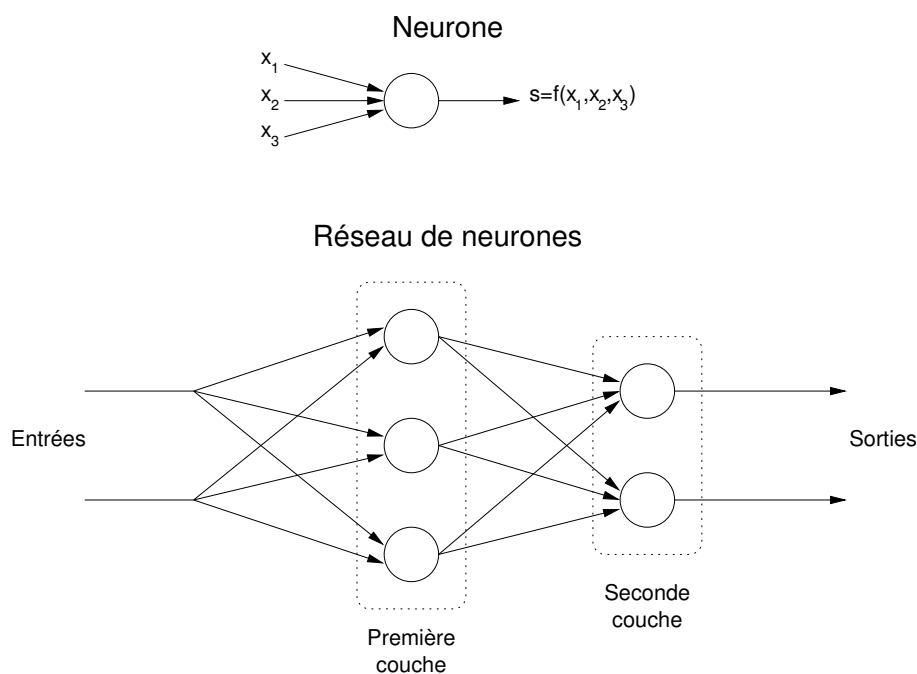 Neurone
x1
x2
x3
s=f(x1,x2,x3)
Réseau de neurones
Entrées
Sorties
Première
couche
Seconde
couche